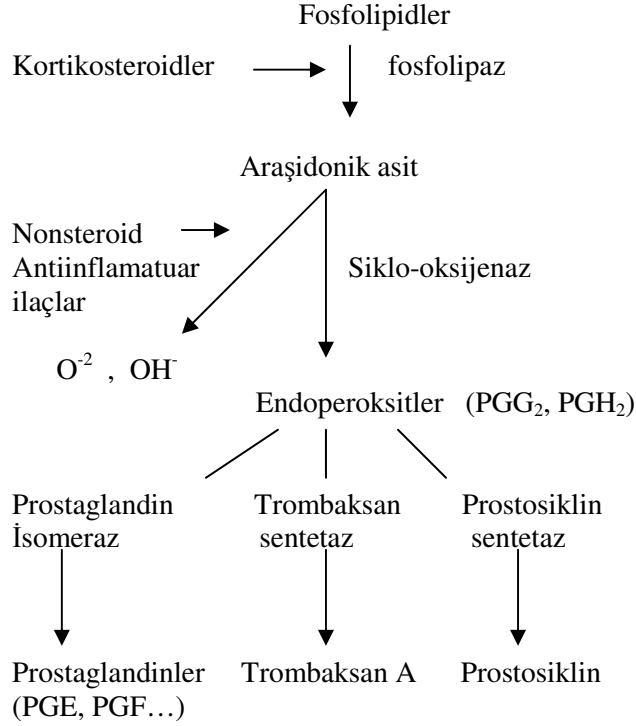 Fosfolipidler
Kortikosteroidler fosfolipaz
Araşidonik asit
Nonsteroid
Antiinflamatuar
ilaçlar
Siklo-oksijenaz
O⁻² , OH⁻
Endoperoksitler (PGG₂, PGH₂)
Prostaglandin
İsomeraz
Trombaksan
sentetaz
Prostosiklin
sentetaz
Prostaglandinler
(PGE, PGF…)
Trombaksan A
Prostosiklin